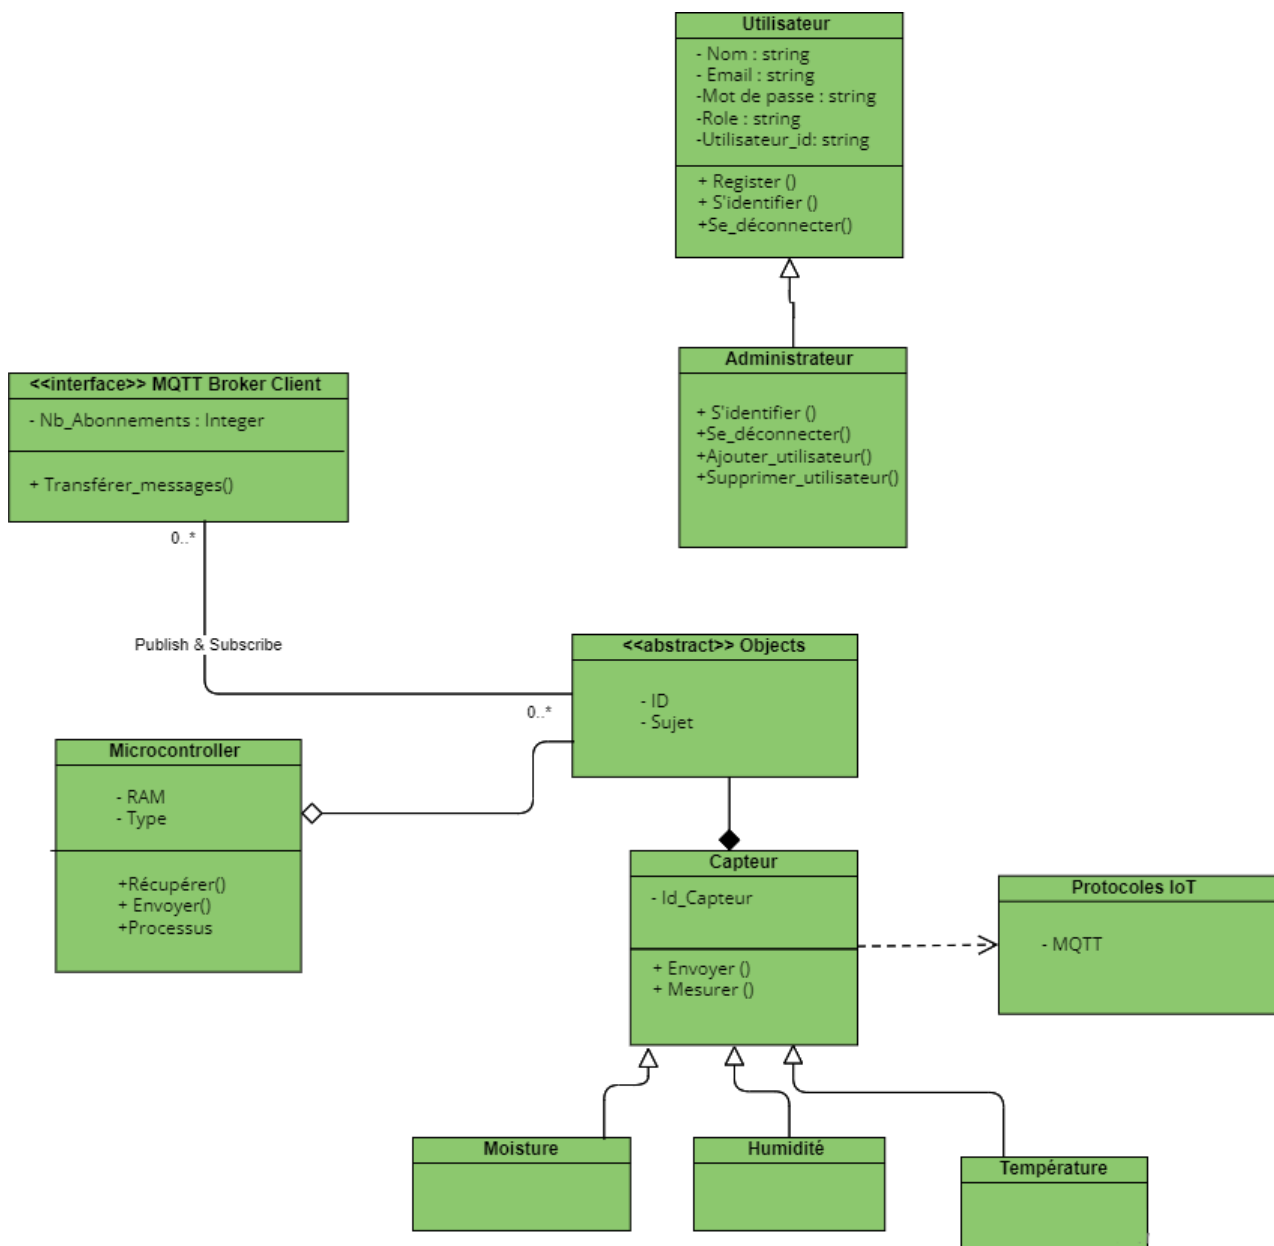 Utilisateur
- Nom : string
- Email : string
-Mot de passe : string
-Role : string
-Utilisateur_id: string
+ Register ()
+ S'identifier ()
+Se_déconnecter()
Administrateur
+ S'identifier ()
+Se_déconnecter()
+Ajouter_utilisateur()
+Supprimer_utilisateur()
<<interface>> MQTT Broker Client
- Nb_Abonnements : Integer
+ Transférer_messages()
0..*
Publish & Subscribe
0..*
<<abstract>> Objects
- ID
- Sujet
Microcontroller
- RAM
- Type
+Récupérer()
+ Envoyer()
+Processus
Capteur
- Id_Capteur
+ Envoyer ()
+ Mesurer ()
Protocoles IoT
- MQTT
Moisture
Humidité
Température